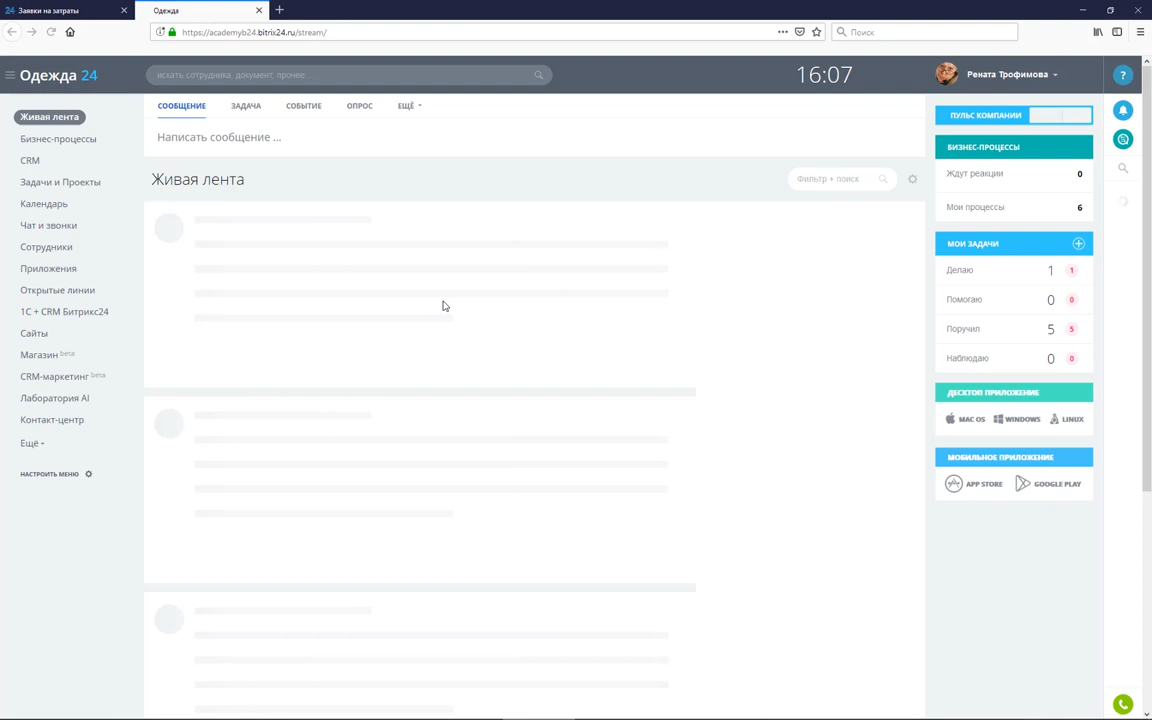 24 Заявки на затраты
Одежда
https://academyb24.bitrix24.ru/stream/
Поиск
Одежда 24
искать сотрудника, документ, прочее...
16:07
Рената Трофимова
?
Живая лента
Бизнес-процессы
CRM
Задачи и Проекты
Календарь
Чат и звонки
Сотрудники
Приложения
Открытые линии
1С + CRM Битрикс24
Сайты
Магазин beta
CRM-маркетинг beta
Лаборатория AI
Контакт-центр
Ещё
НАСТРОИТЬ МЕНЮ
СООБЩЕНИЕ ЗАДАЧА СОБЫТИЕ ОПРОС ЕЩЁ
Написать сообщение ...
Живая лента
Фильтр + поиск
ПУЛЬС КОМПАНИИ
БИЗНЕС-ПРОЦЕССЫ
Ждут реакции 0
Мои процессы 6
МОИ ЗАДАЧИ
Делаю 1 1
Помогаю 0 0
Поручил 5 5
Наблюдаю 0 0
ДЕСКТОП ПРИЛОЖЕНИЕ
MAC OS WINDOWS LINUX
МОБИЛЬНОЕ ПРИЛОЖЕНИЕ
APP STORE GOOGLE PLAY